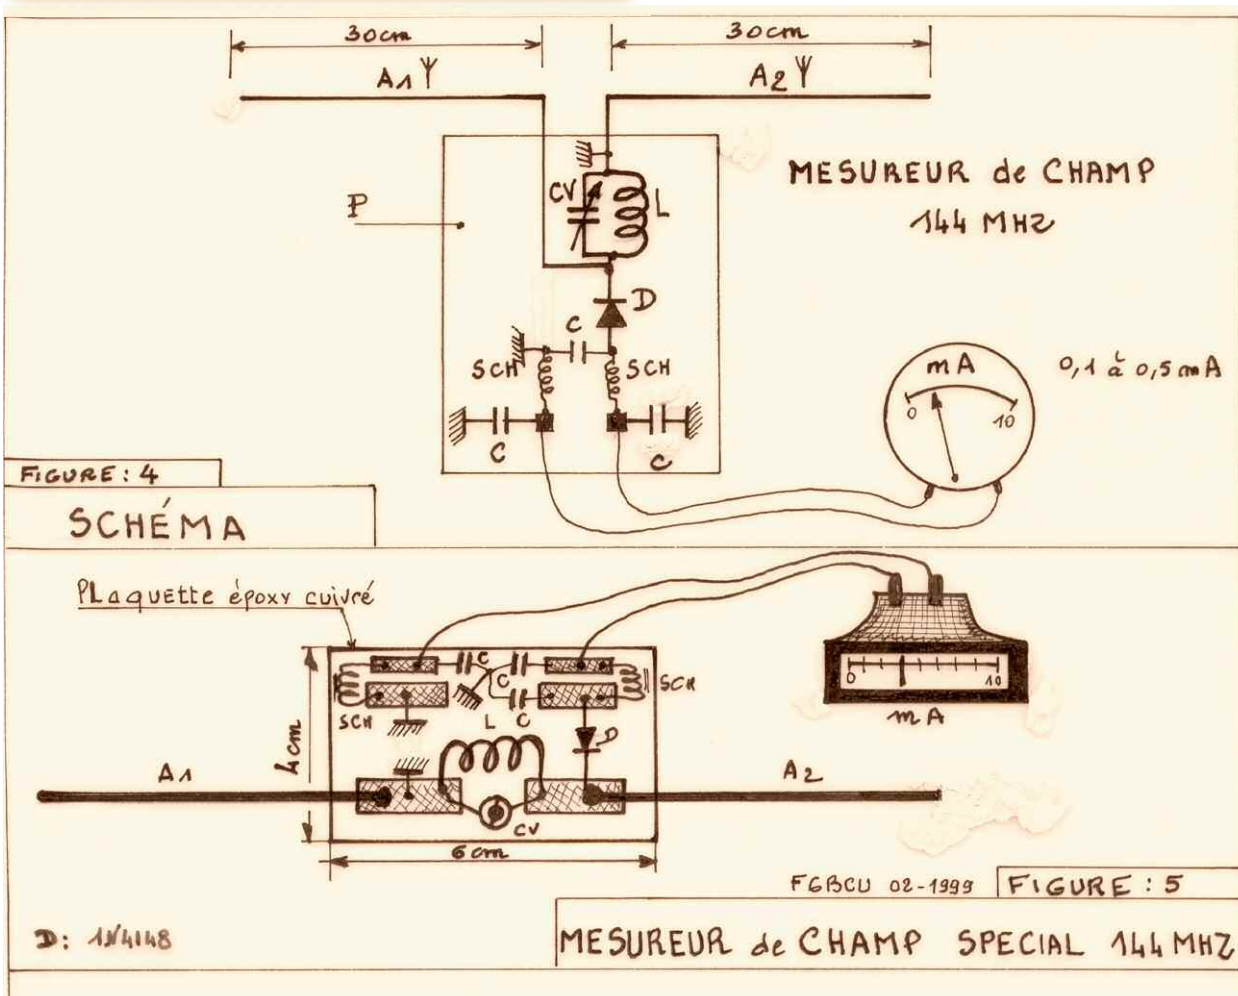 30cm
30cm
A1
A2
MESUREUR de CHAMP
144 MHZ
CV
L
P
D
C
SCH
SCH
C
C
mA
0
10
0,1 à 0,5 mA
FIGURE : 4
SCHÉMA
PLaquette époxy cuivré
C
C
C
SCH
SCH
L
D
4cm
A1
A2
CV
6cm
0
10
mA
F6BCU 02-1999
FIGURE : 5
D: 1N4148
MESUREUR de CHAMP SPECIAL 144 MHZ